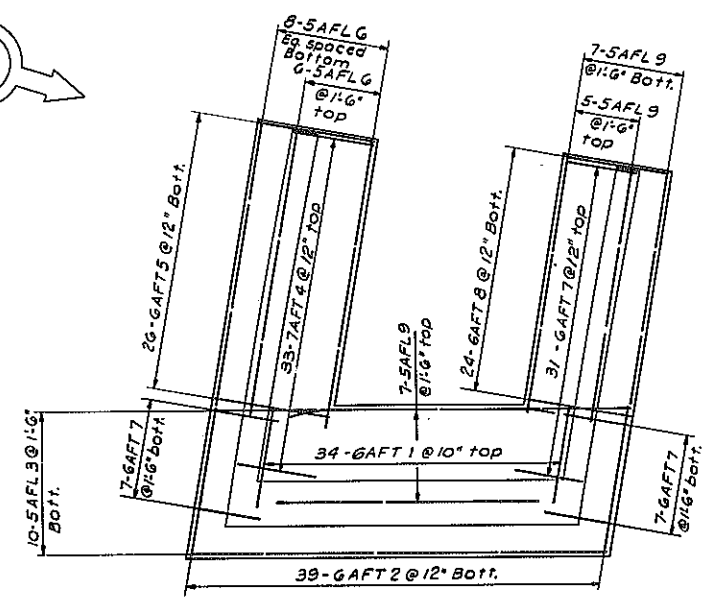 8-5AFL6
Ea. spaced
Bottom
6-5AFL6
@1'-6"
top
7-5AFL9
@1'-6" Bott.
5-5AFL9
@1'-6"
top
26-6AFT5 @ 12" Bott.
33-7AFT4 @ 12" top
7-5AFL9
@1'-6" top
24-6AFT8 @ 12" Bott.
31-6AFT7 @ 12" top
10-5AFL3 @ 1'-6"
Bott.
7-6AFT7
@1'-6" bott.
34-6AFT1 @ 10" top
7-6AFT7
@1'-6" bott.
39-6AFT2 @ 12" Bott.